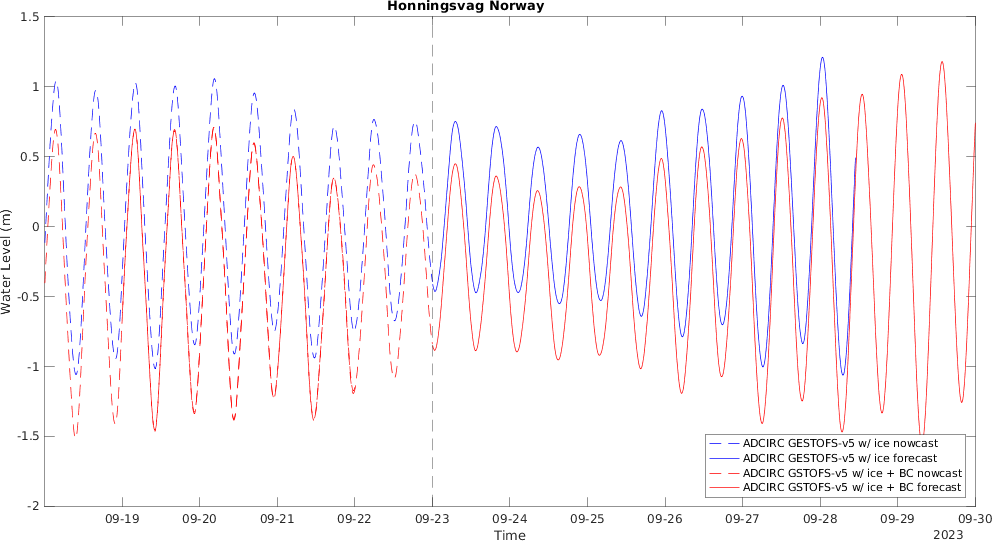 Honningsvag Norway
1.5
1
0.5
0
-0.5
-1
-1.5
-2
Water Level (m)
09-19 09-20 09-21 09-22 09-23 09-24 09-25 09-26 09-27 09-28 09-29 09-30
Time
2023
ADCIRC GESTOFS-v5 w/ ice nowcast
ADCIRC GESTOFS-v5 w/ ice forecast
ADCIRC GSTOFS-v5 w/ ice + BC nowcast
ADCIRC GSTOFS-v5 w/ ice + BC forecast